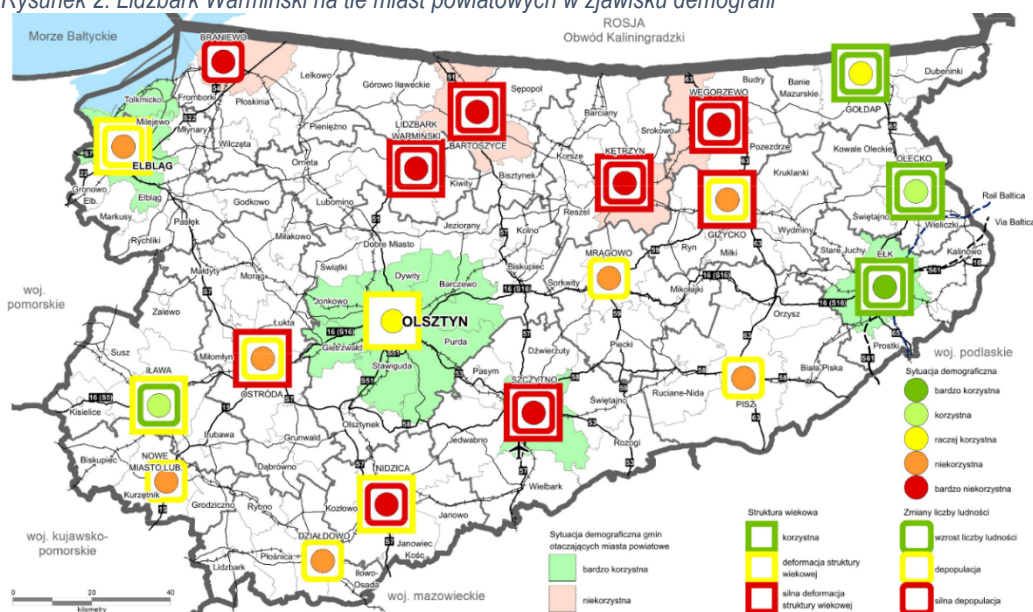 Rysunek 2. Lidzbark Warmiński na tle miast powiatowych w zjawisku demografii
Morze Bałtyckie
ROSJA
Obwód Kaliningradzki
BRANIEWO
Lelkowo
Górowo Iławeckie
Sępopol
Budry
Banie
Mazurskie
Dubeninki
GOŁDAP
Tolkmicko
Frombork
Płoskinia
Barciany
WĘGORZEWO
Srokowo
Milejewo
Młynary
Pieniężno
LIDZBARK
WARMIŃSKI
BARTOSZYCE
Korsze
KĘTRZYN
Pozezdrze
Kowale Oleckie
OLECKO
ELBLĄG
Wilczęta
Orneta
Kiwity
Bisztynek
Kruklanki
Rail Baltica
Gronowo
Elb.
Elbląg
Godkowo
Lubomino
Reszel
GIŻYCKO
Wydminy
Świętajno
Wieliczki
Via Baltica
Markusy
Pasłęk
Jeziorany
Kolno
Rychliki
Miłakowo
Dobre Miasto
Ryn
Miłki
Stare Juchy
EŁK
Kalinowo
MRĄGOWO
Biskupiec
Małdyty
Morąg
Świątki
Dywity
Barczewo
Sorkwity
Mikołajki
woj.
pomorskie
Zalewo
Jonkowo
OLSZTYN
Orzysz
Łukta
Purda
Prostki
Susz
Miłomłyn
Gietrzwałd
Stawiguda
Dźwierzuty
Piecki
woj. podlaskie
Pasym
Biała Piska
IŁAWA
OSTRÓDA
SZCZYTNO
Świętajno
Ruciane-Nida
PISZ
Kisielice
Olsztynek
Jedwabno
Rozogi
Lubawa
Grunwald
Biskupiec
NOWE
MIASTO LUB.
Dąbrówno
NIDZICA
Wielbark
Kurzętnik
Grodziczno
Rybno
Kozłowo
Janowo
woj. kujawsko-
pomorskie
DZIAŁDOWO
Janowiec
Kośc.
Płośnica
Lidzbark
Iłowo-
Osada
woj. mazowieckie
0 20 40
kilometry
Sytuacja demograficzna
bardzo korzystna
korzystna
raczej korzystna
niekorzystna
bardzo niekorzystna
Sytuacja demograficzna gmin
otaczających miasta powiatowe
bardzo korzystna
niekorzystna
Struktura wiekowa
korzystna
deformacja struktury
wiekowej
silna deformacja
struktury wiekowej
Zmiany liczby ludności
wzrost liczby ludności
depopulacja
silna depopulacja